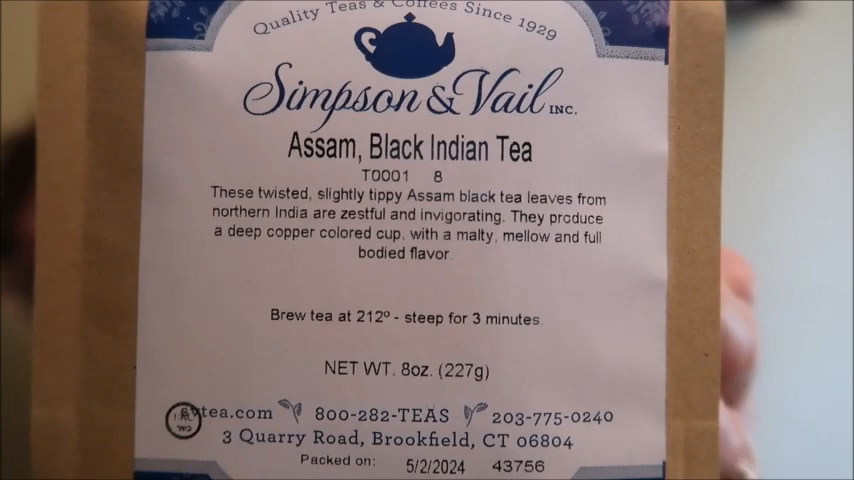 Quality Teas & Coffees Since 1929
Simpson & Vail INC.
Assam, Black Indian Tea
T0001 8
These twisted, slightly tippy Assam black tea leaves from
northern India are zestful and invigorating. They produce
a deep copper colored cup, with a malty, mellow and full
bodied flavor.
Brew tea at 212º - steep for 3 minutes.
NET WT. 8oz. (227g)
svtea.com 800-282-TEAS 203-775-0240
3 Quarry Road, Brookfield, CT 06804
Packed on: 5/2/2024 43756